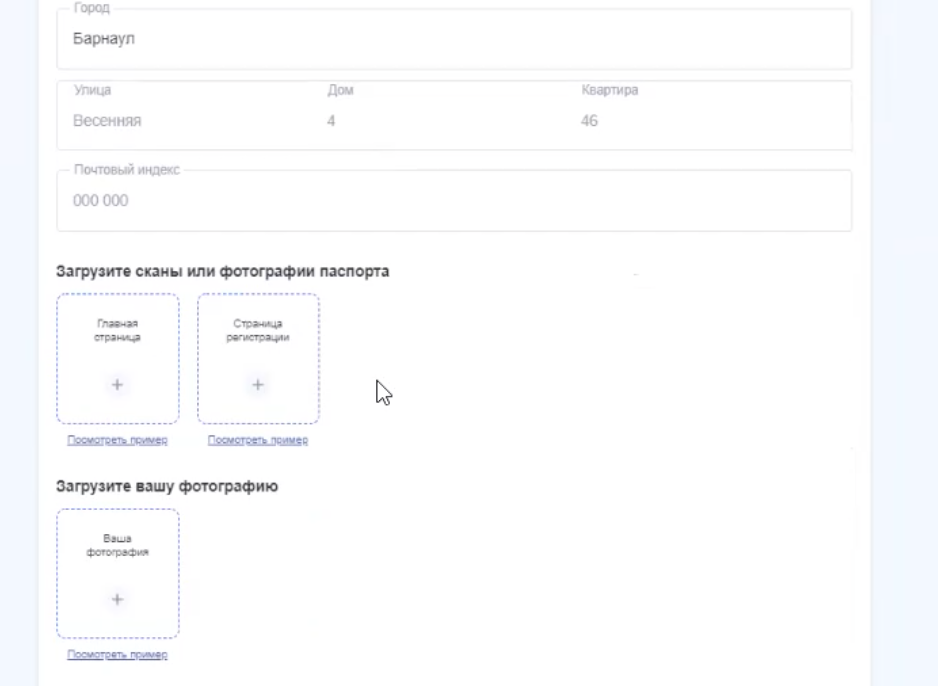 Город
Барнаул
Улица Дом Квартира
Весенняя 4 46
Почтовый индекс
000 000
Загрузите сканы или фотографии паспорта
Главная
страница
+
Посмотреть пример
Страница
регистрации
+
Посмотреть пример
Загрузите вашу фотографию
Ваша
фотография
+
Посмотреть пример